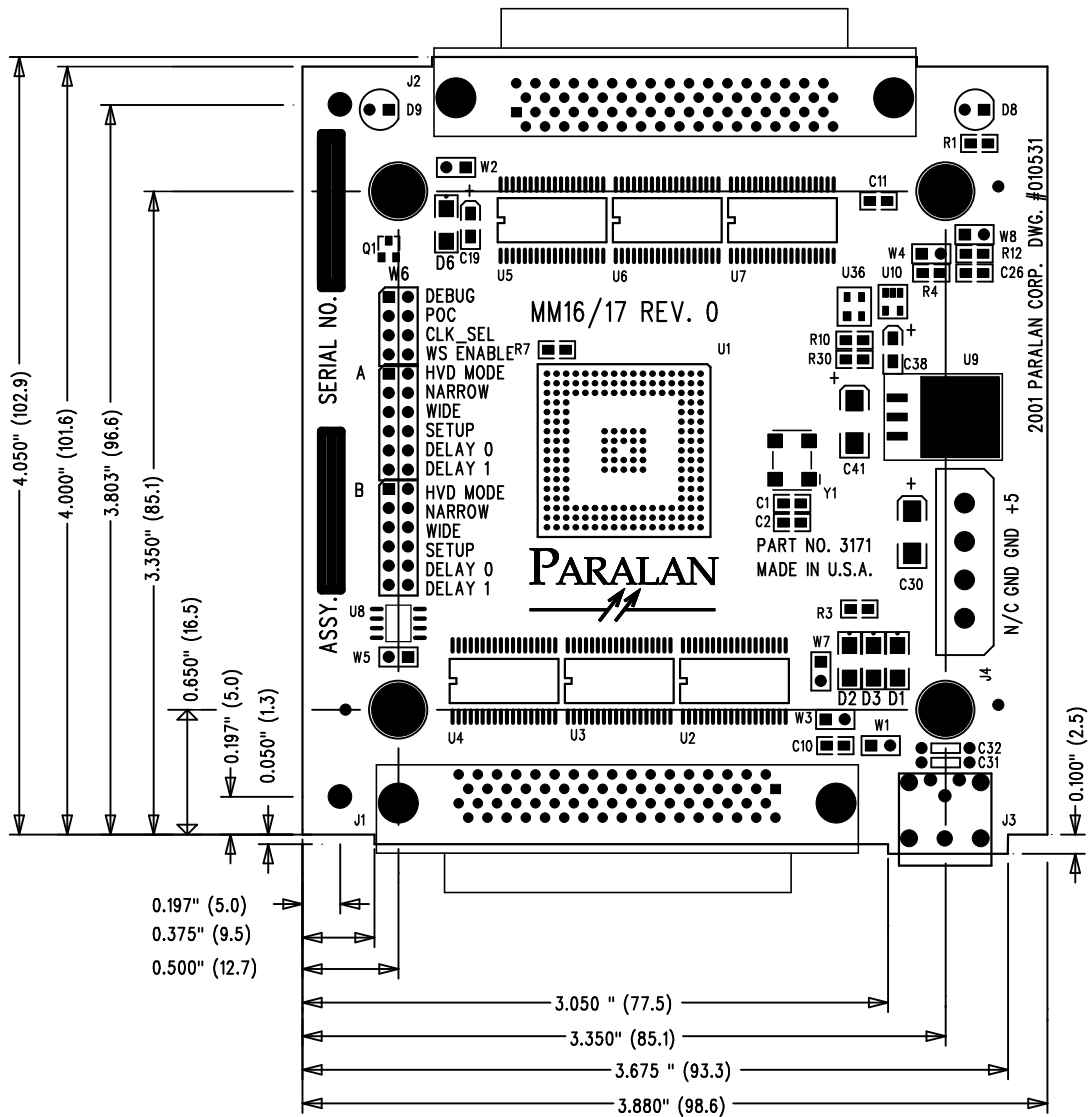 J2
D9
D8
R1
W2
C11
Q1
D6
C19
U5
U6
U7
W4
W8
R12
R4
C26
U36
U10
2001 PARALAN CORP. DWG. #010531
SERIAL NO.
W6
DEBUG
POC
CLK_SEL
WS ENABLE
A
HVD MODE
NARROW
WIDE
SETUP
DELAY 0
DELAY 1
B
HVD MODE
NARROW
WIDE
SETUP
DELAY 0
DELAY 1
MM16/17 REV. 0
R7
U1
R10
R30
+
C38
U9
+
C41
Y1
C1
C2
+
C30
N/C GND GND +5
PART NO. 3171
MADE IN U.S.A.
PARALAN
ASSY.
U8
W5
R3
W7
D2 D3 D1
J4
U4
U3
U2
W3
C10
W1
C32
C31
J1
J3
4.050" (102.9)
4.000" (101.6)
3.803" (96.6)
3.350" (85.1)
0.650" (16.5)
0.197" (5.0)
0.050" (1.3)
0.100" (2.5)
0.197" (5.0)
0.375" (9.5)
0.500" (12.7)
3.050 " (77.5)
3.350" (85.1)
3.675 " (93.3)
3.880" (98.6)
+